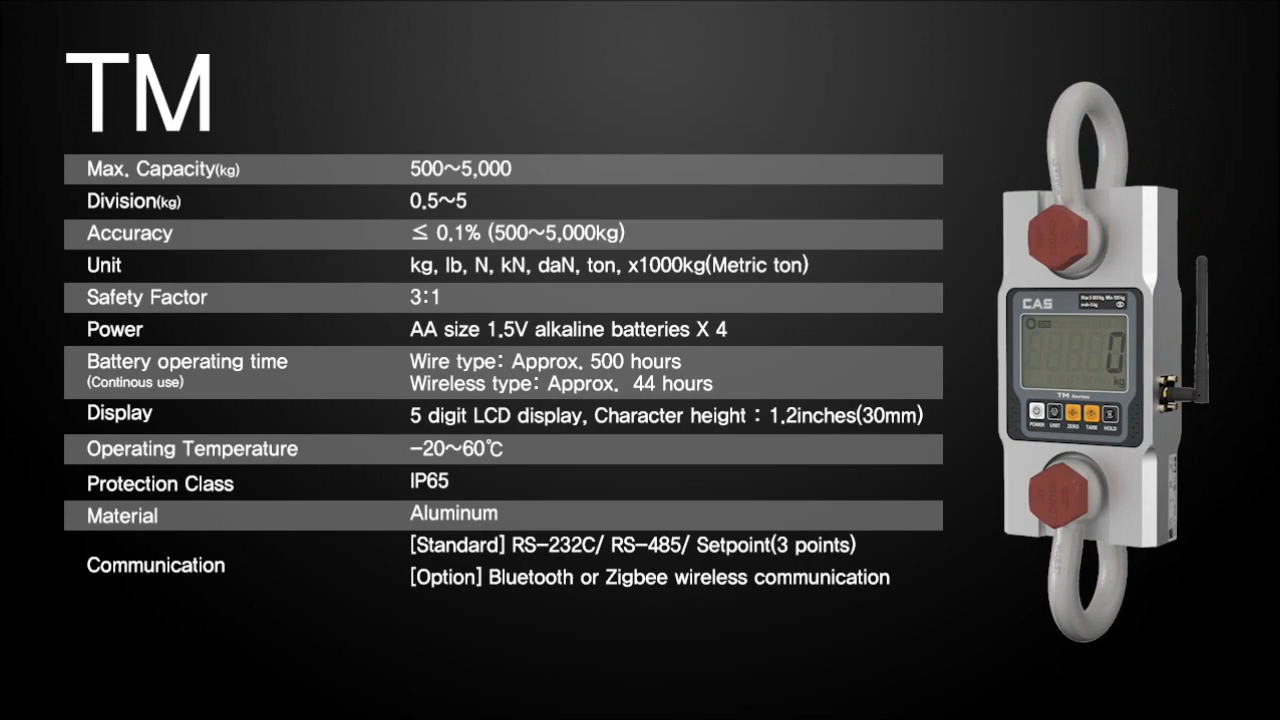 TM
Max. Capacity(kg) 500~5,000
Division(kg) 0.5~5
Accuracy ≤ 0.1% (500~5,000kg)
Unit kg, lb, N, kN, daN, ton, x1000kg(Metric ton)
Safety Factor 3:1
Power AA size 1.5V alkaline batteries X 4
Battery operating time Wire type: Approx. 500 hours
(Continous use) Wireless type: Approx. 44 hours
Display 5 digit LCD display, Character height : 1.2inches(30mm)
Operating Temperature -20~60℃
Protection Class IP65
Material Aluminum
Communication [Standard] RS-232C/ RS-485/ Setpoint(3 points)
[Option] Bluetooth or Zigbee wireless communication
CAS
0
kg
TM Series
POWER UNIT ZERO TARE HOLD